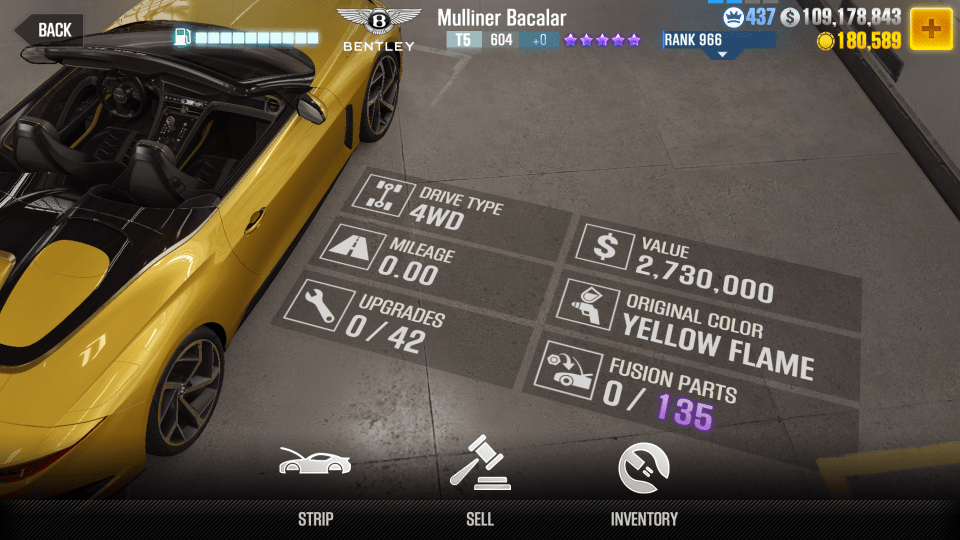 BACK
B
BENTLEY
Mulliner Bacalar
T5 604 +0
RANK 966
437 $ 109,178,843
180,589
DRIVE TYPE
4WD
MILEAGE
0.00
UPGRADES
0 / 42
$ VALUE
2,730,000
ORIGINAL COLOR
YELLOW FLAME
FUSION PARTS
0 / 135
STRIP
SELL
INVENTORY